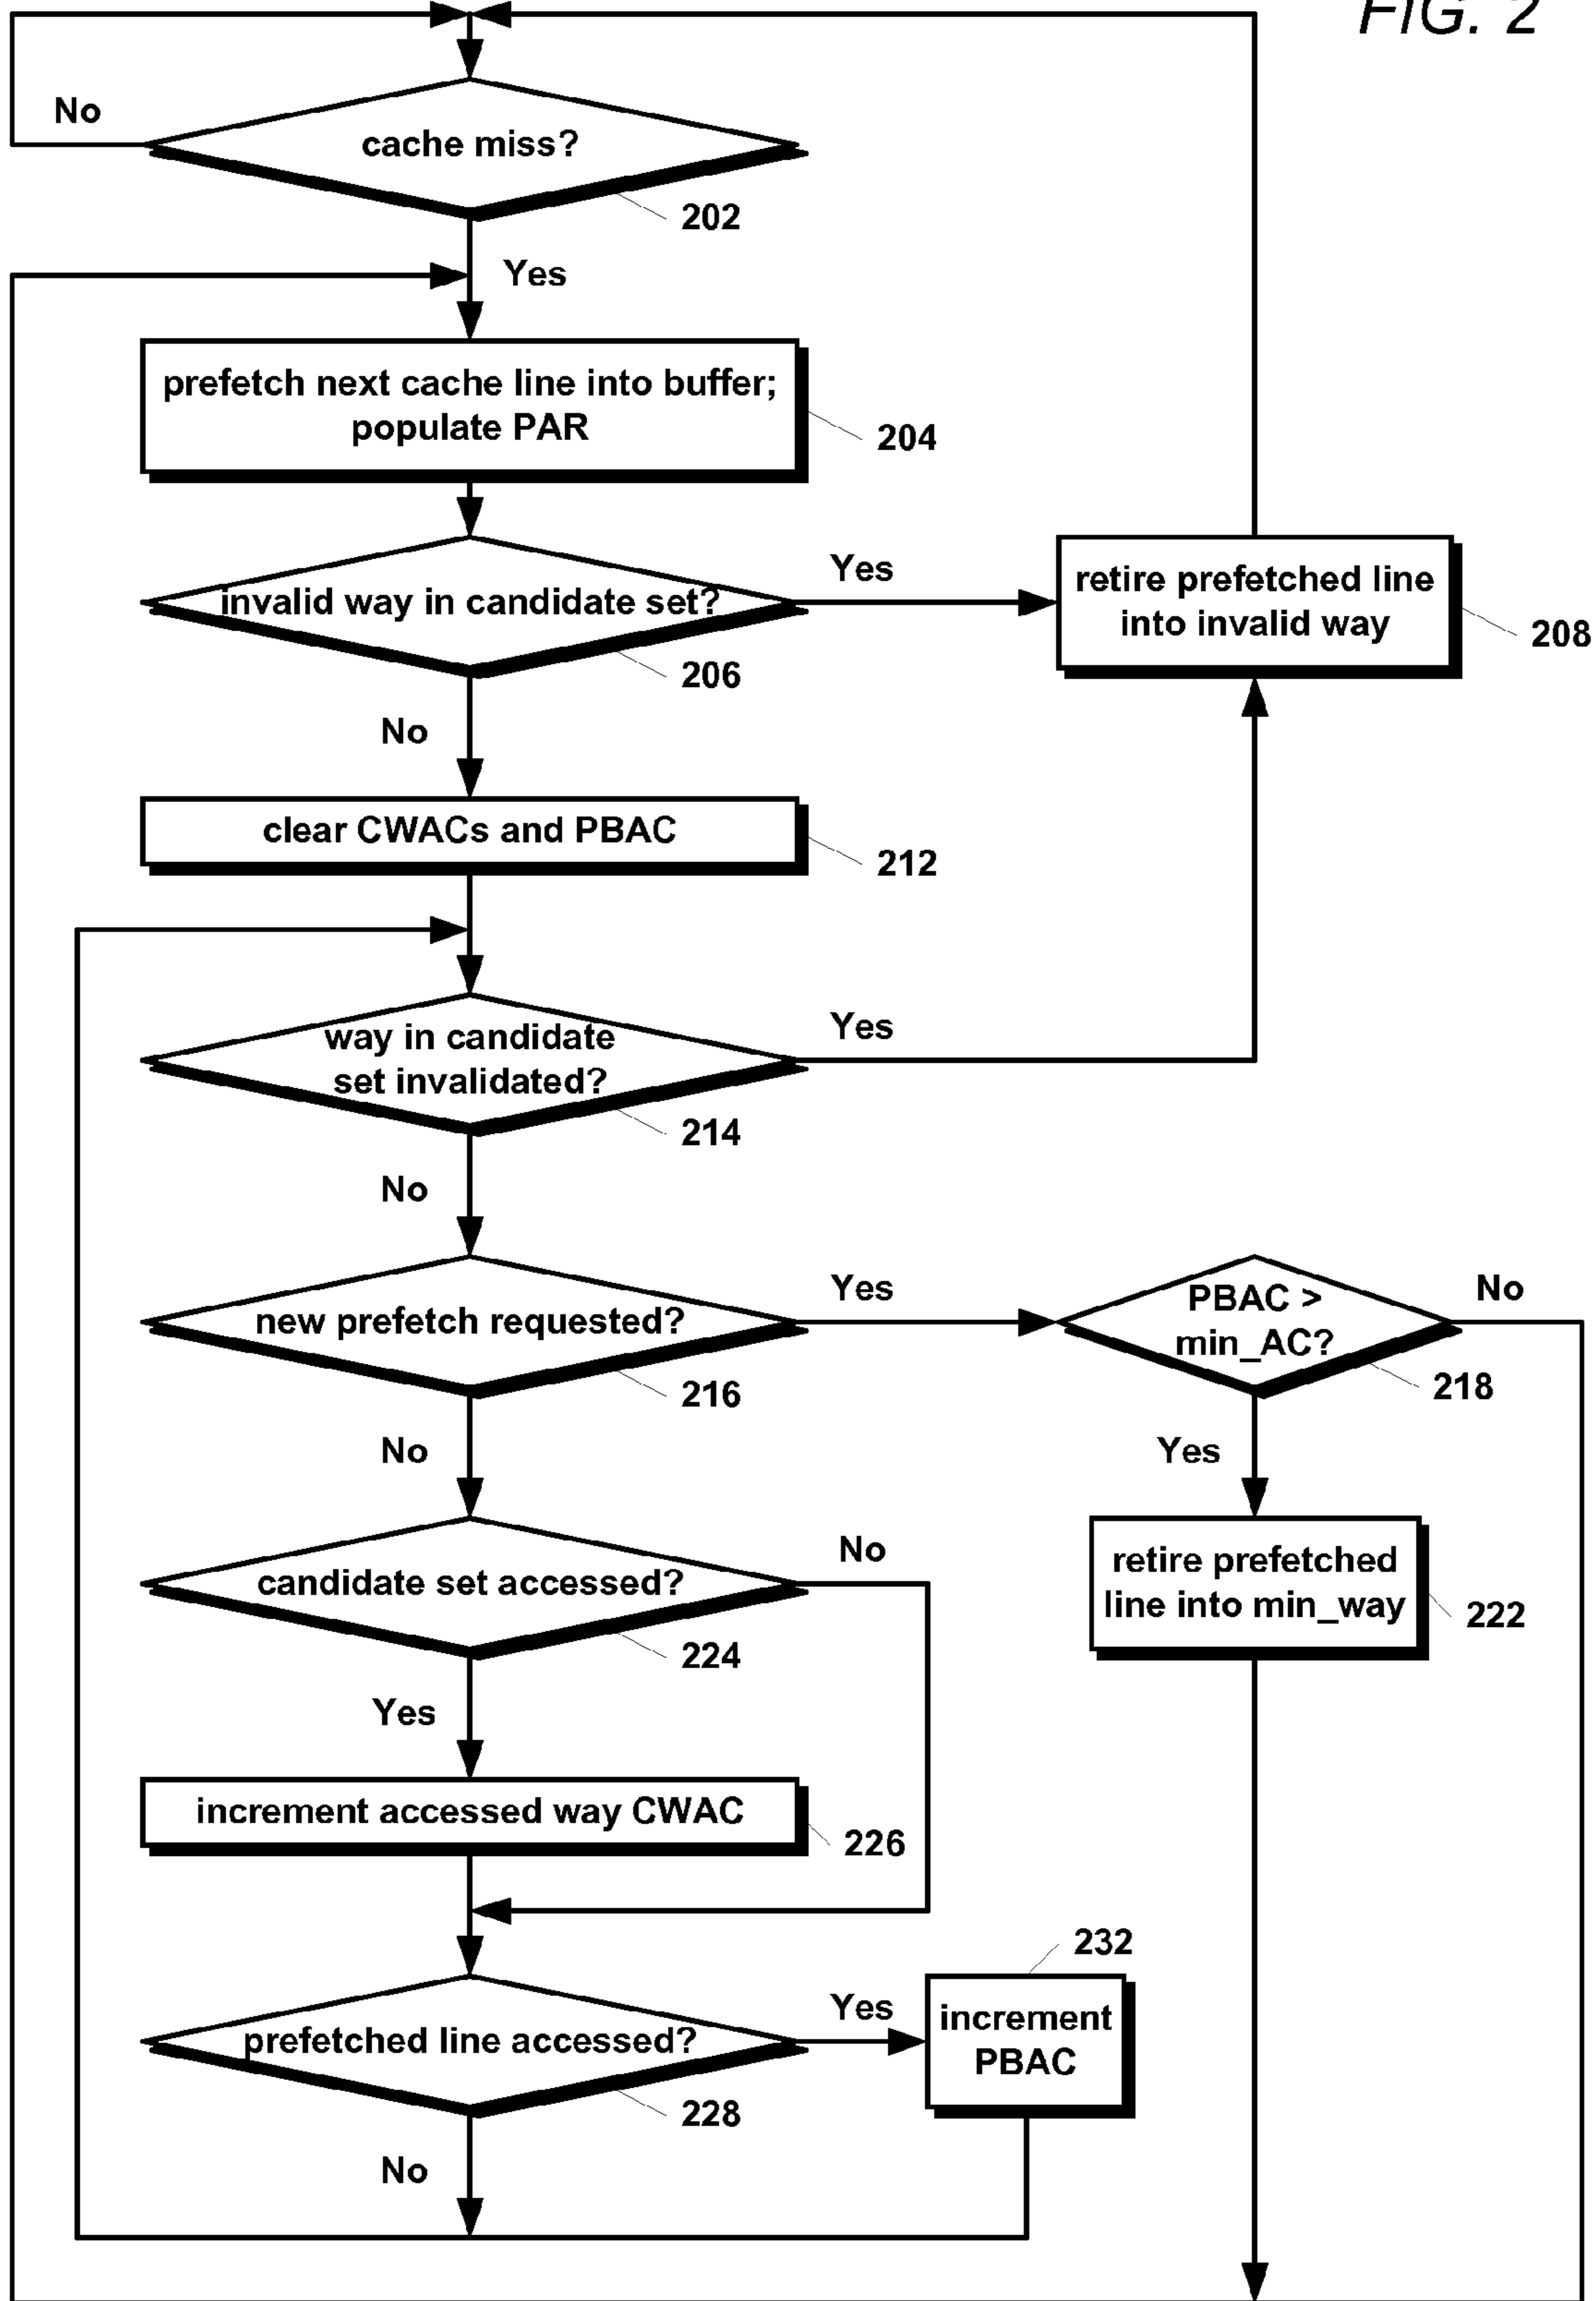 FIG. 2
No
cache miss?
202
Yes
prefetch next cache line into buffer;
populate PAR
204
invalid way in candidate set?
206
Yes
retire prefetched line
into invalid way
208
No
clear CWACs and PBAC
212
way in candidate
set invalidated?
214
Yes
No
new prefetch requested?
216
Yes
PBAC >
min_AC?
218
No
No
Yes
candidate set accessed?
224
No
retire prefetched
line into min_way
222
Yes
increment accessed way CWAC
226
prefetched line accessed?
228
Yes
232
increment
PBAC
No